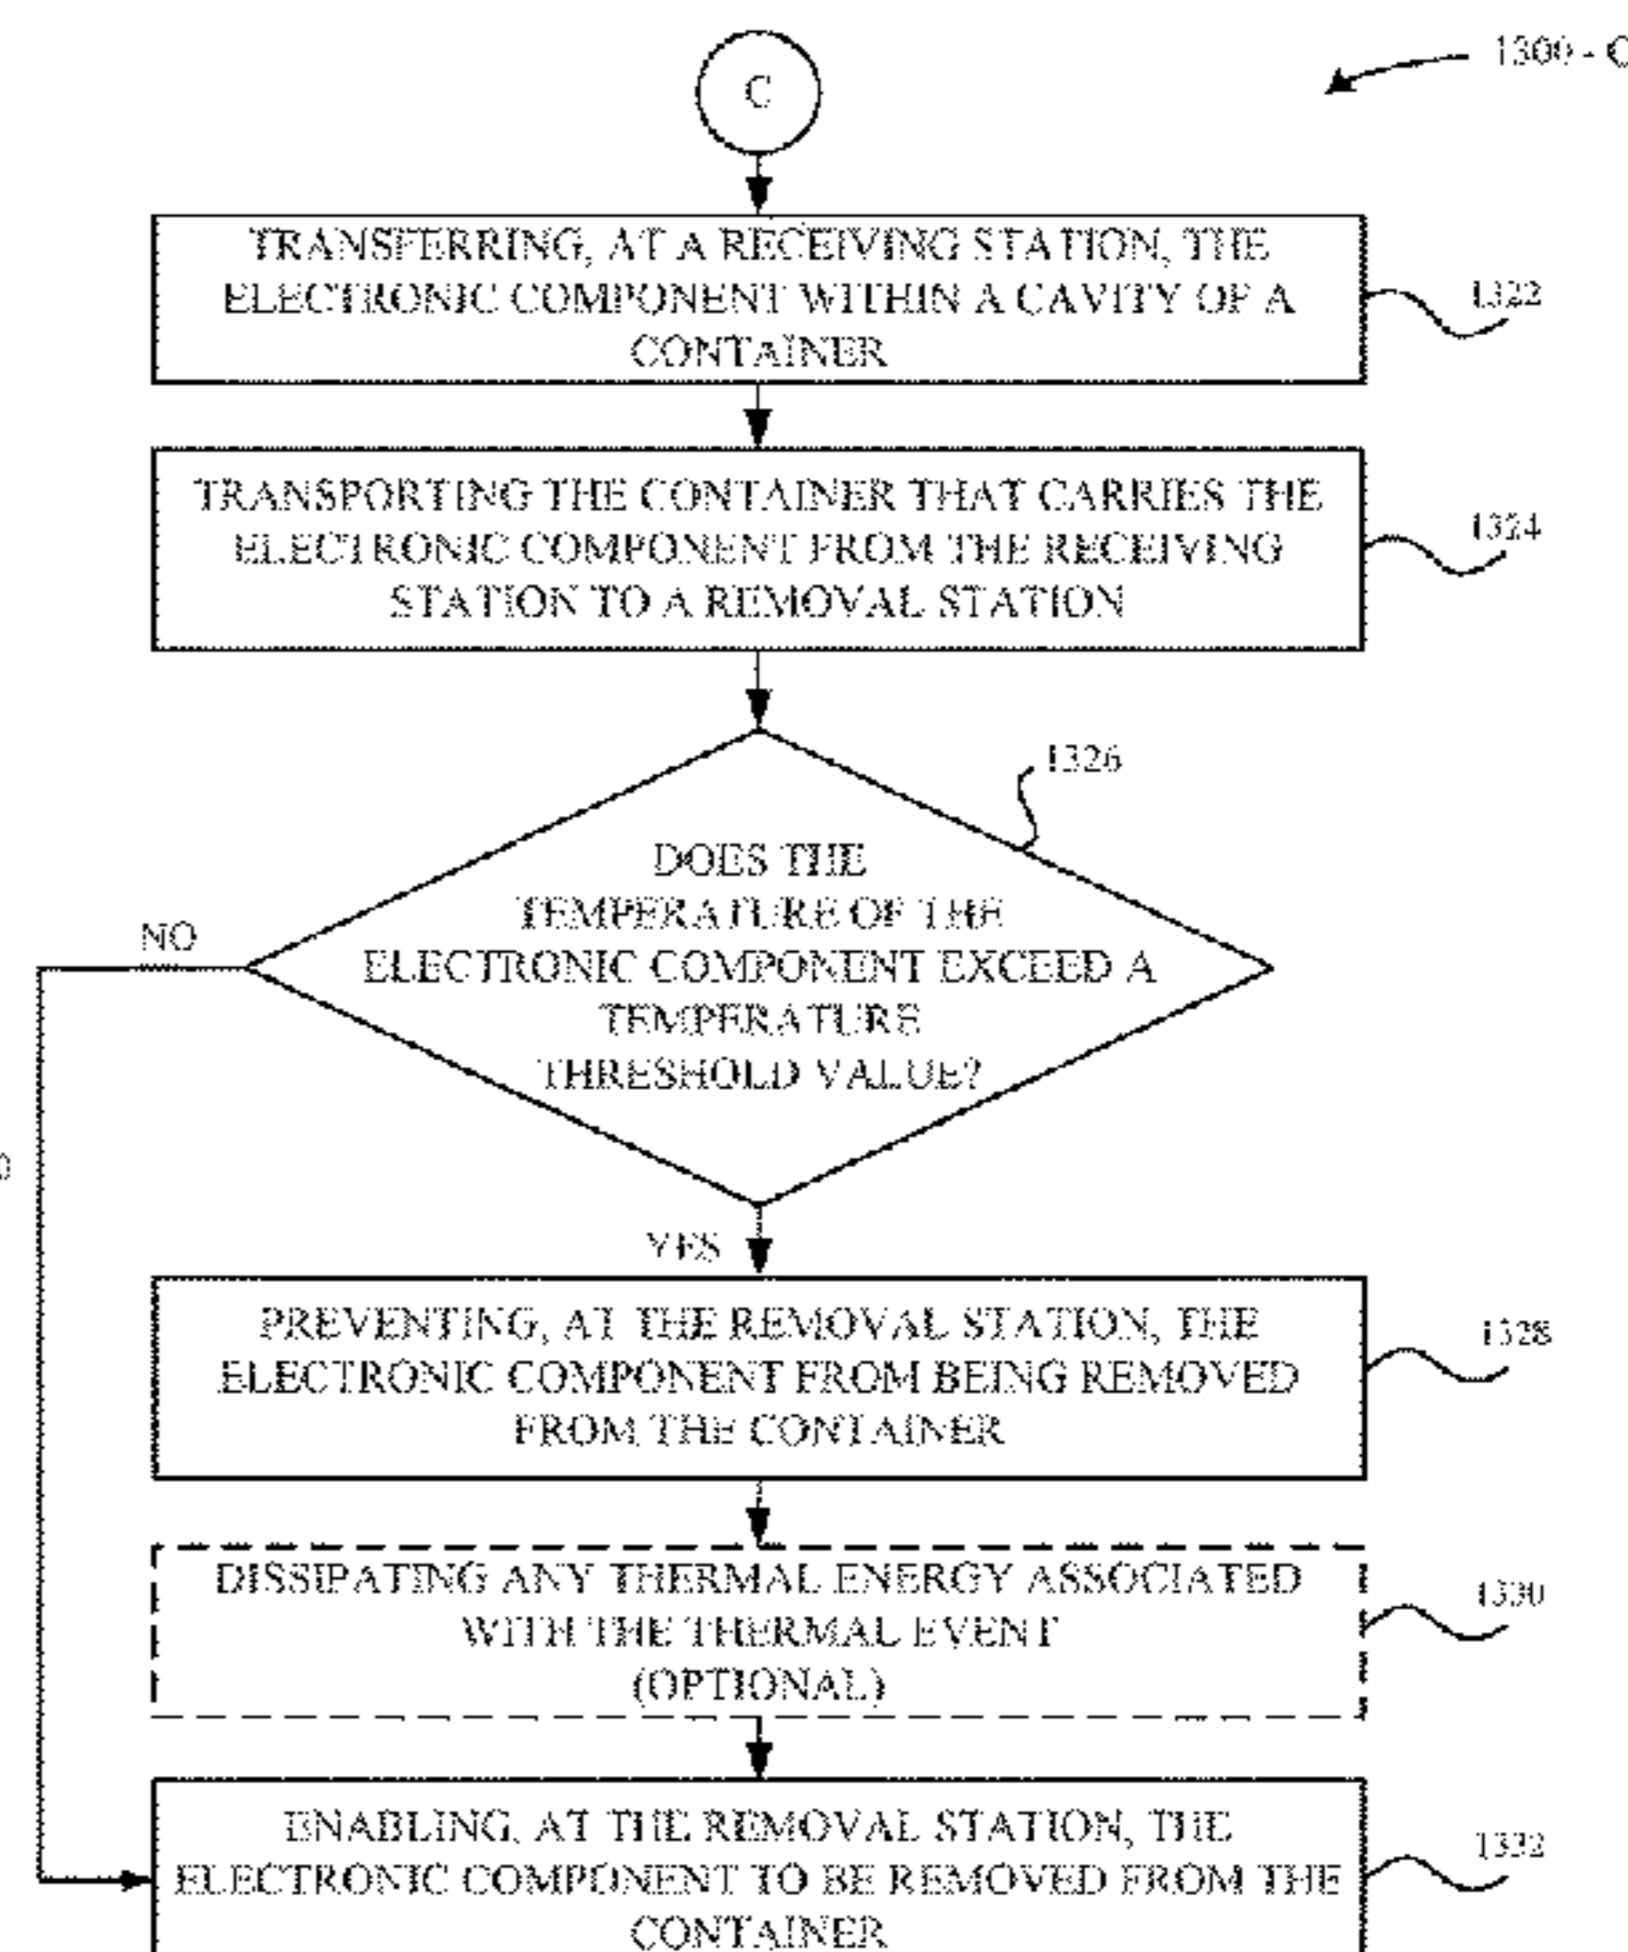 C
1300 - C
TRANSFERRING, AT A RECEIVING STATION, THE
ELECTRONIC COMPONENT WITHIN A CAVITY OF A
CONTAINER
1322
TRANSPORTING THE CONTAINER THAT CARRIES THE
ELECTRONIC COMPONENT FROM THE RECEIVING
STATION TO A REMOVAL STATION
1324
1326
DOES THE
TEMPERATURE OF THE
ELECTRONIC COMPONENT EXCEED A
TEMPERATURE
THRESHOLD VALUE?
NO
YES
PREVENTING, AT THE REMOVAL STATION, THE
ELECTRONIC COMPONENT FROM BEING REMOVED
FROM THE CONTAINER
1328
DISSIPATING ANY THERMAL ENERGY ASSOCIATED
WITH THE THERMAL EVENT
(OPTIONAL)
1330
ENABLING, AT THE REMOVAL STATION, THE
ELECTRONIC COMPONENT TO BE REMOVED FROM THE
CONTAINER
1332